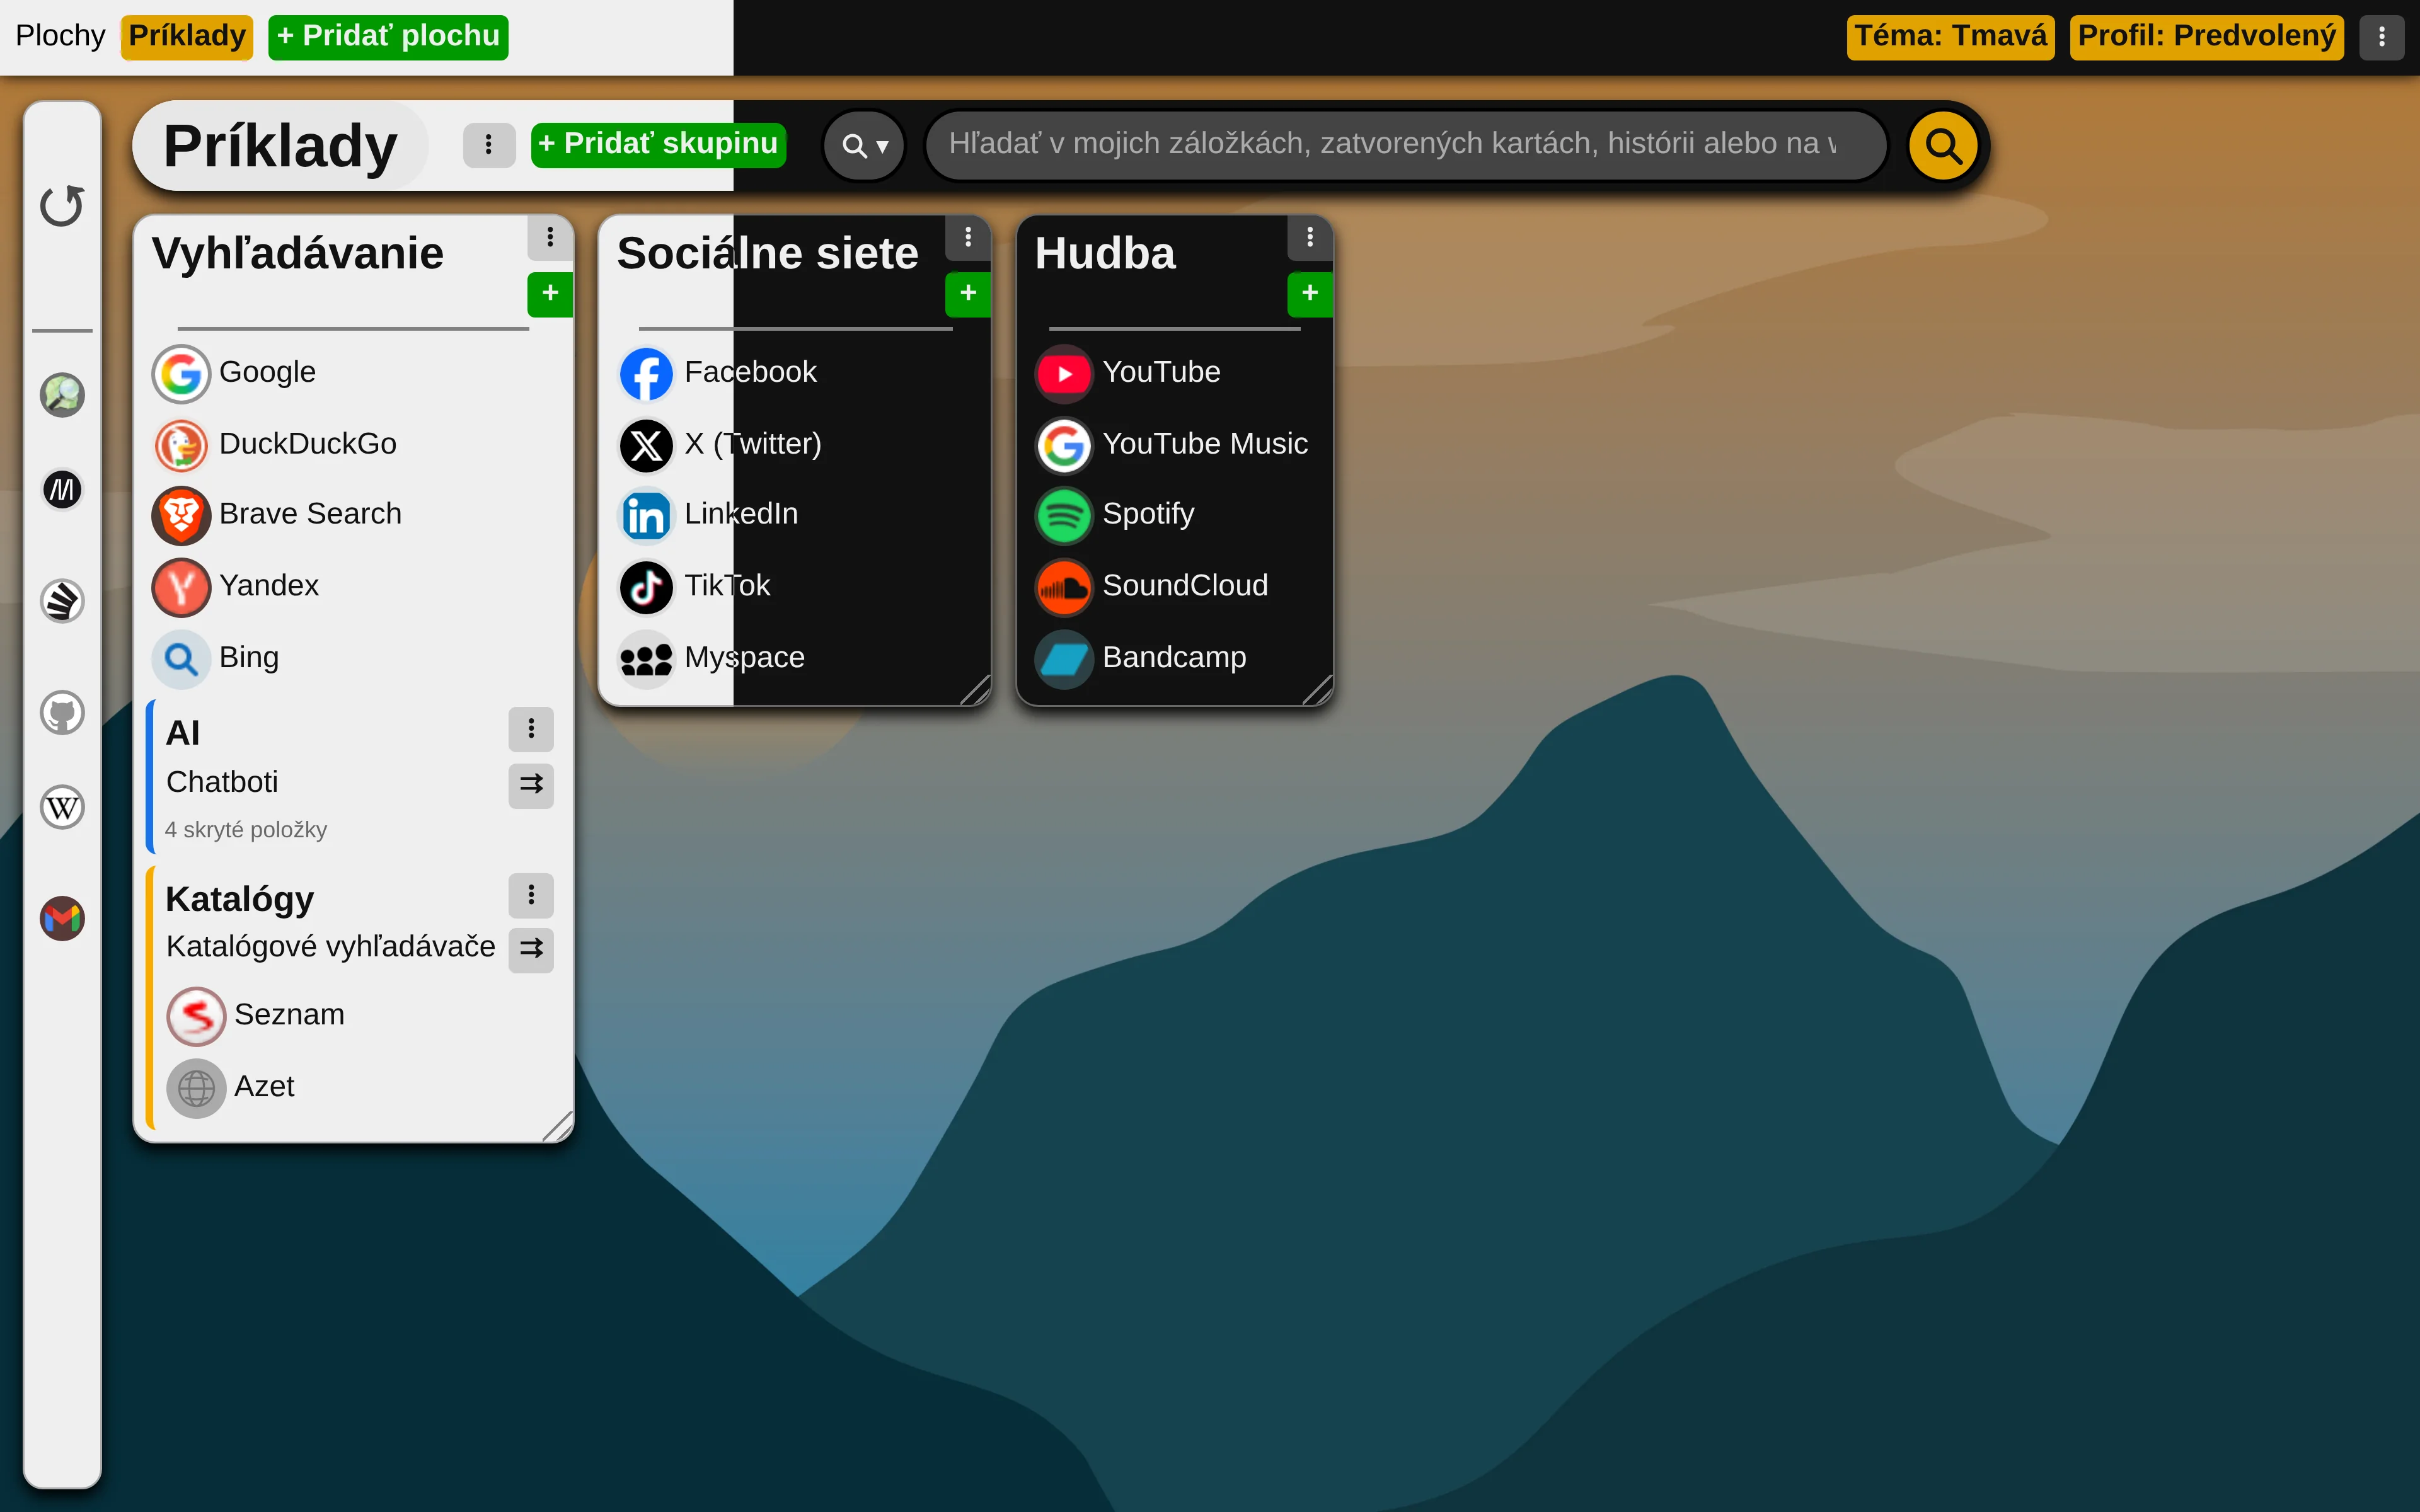 Plochy Príklady + Pridať plochu Téma: Tmavá Profil: Predvolený
Príklady + Pridať skupinu Hľadať v mojich záložkách, zatvorených kartách, histórii alebo na
Vyhľadávanie
Google
DuckDuckGo
Brave Search
Yandex
Bing
AI
Chatboti
4 skryté položky
Katalógy
Katalógové vyhľadávače
Seznam
Azet
Sociálne siete
Facebook
X (Twitter)
LinkedIn
TikTok
Myspace
Hudba
YouTube
YouTube Music
Spotify
SoundCloud
Bandcamp